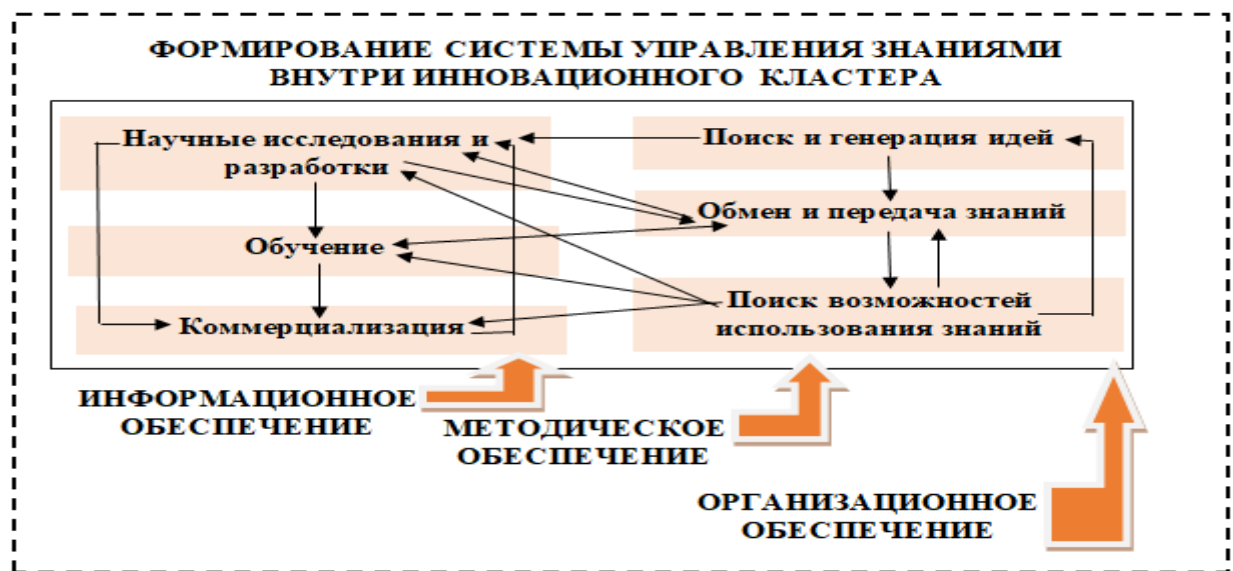 ФОРМИРОВАНИЕ СИСТЕМЫ УПРАВЛЕНИЯ ЗНАНИЯМИ
ВНУТРИ ИННОВАЦИОННОГО КЛАСТЕРА
Научные исследования и
разработки
Обучение
Коммерциализация
Поиск и генерация идей
Обмен и передача знаний
Поиск возможностей
использования знаний
ИНФОРМАЦИОННОЕ
ОБЕСПЕЧЕНИЕ
МЕТОДИЧЕСКОЕ
ОБЕСПЕЧЕНИЕ
ОРГАНИЗАЦИОННОЕ
ОБЕСПЕЧЕНИЕ